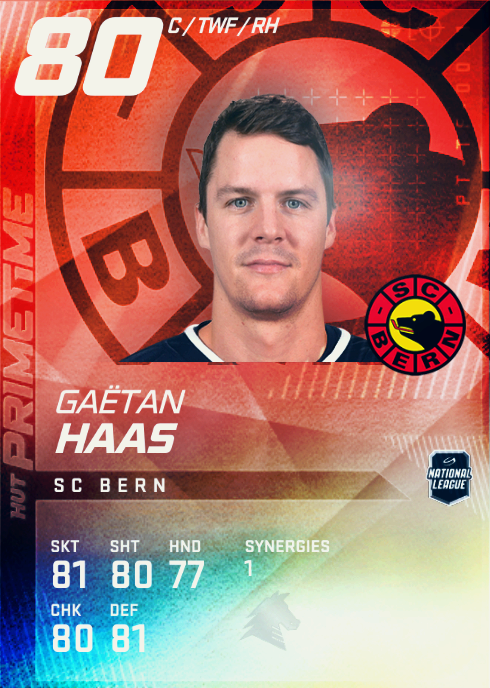 80
C / TWF / RH
HUT PRIMETIME
SC
BERN
GAËTAN
HAAS
SC BERN
NATIONAL
LEAGUE
SKT SHT HND SYNERGIES
81 80 77 1
CHK DEF
80 81